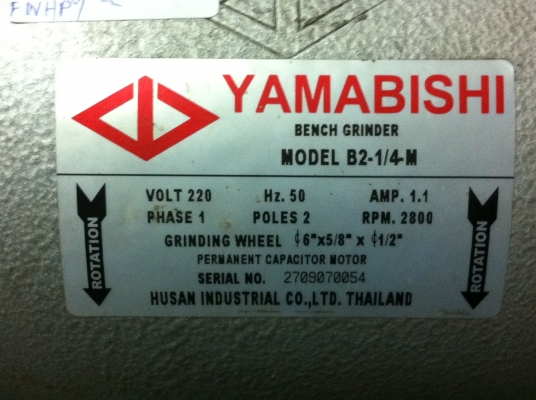 YAMABISHI
BENCH GRINDER
MODEL B2-1/4-M
VOLT 220 Hz. 50 AMP. 1.1
PHASE 1 POLES 2 RPM. 2800
GRINDING WHEEL ¢6"x5/8" x ¢1/2"
PERMANENT CAPACITOR MOTOR
SERIAL NO. 2709070054
HUSAN INDUSTRIAL CO.,LTD. THAILAND
ROTATION
ROTATION